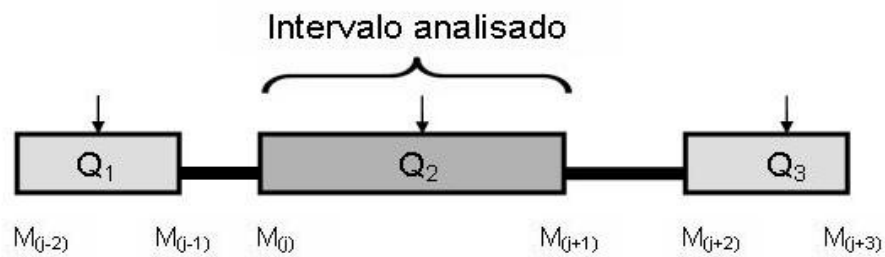 Intervalo analisado
Q₁ Q₂ Q₃
M(j-2) M(j-1) M(j) M(j+1) M(j+2) M(j+3)